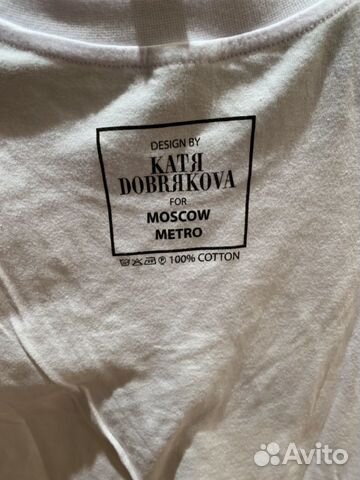 DESIGN BY
KATЯ
DOBRЯKOVA
FOR
MOSCOW
METRO
Ⓟ 100% COTTON
Avito